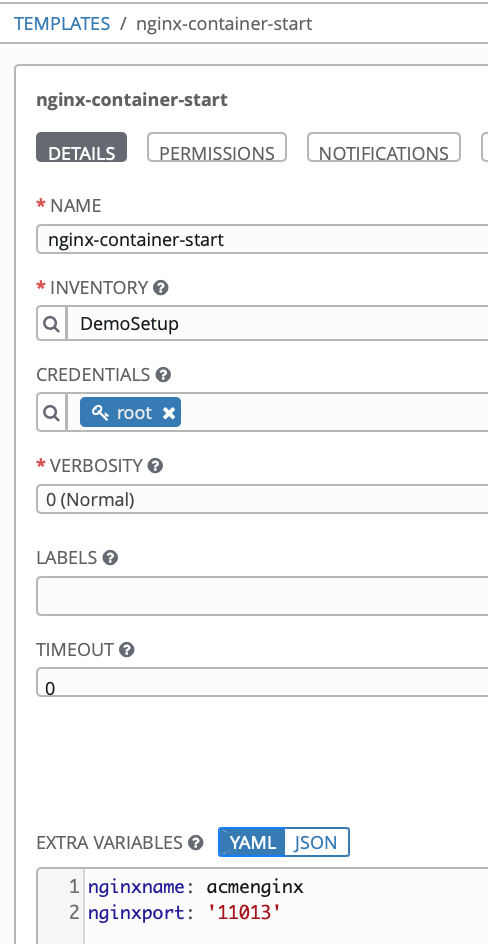 TEMPLATES / nginx-container-start
nginx-container-start
DETAILS PERMISSIONS NOTIFICATIONS
* NAME
nginx-container-start
* INVENTORY ?
DemoSetup
CREDENTIALS ?
root ×
* VERBOSITY ?
0 (Normal)
LABELS ?
TIMEOUT ?
0
EXTRA VARIABLES ? YAML JSON
1 nginxname: acmenginx
2 nginxport: '11013'